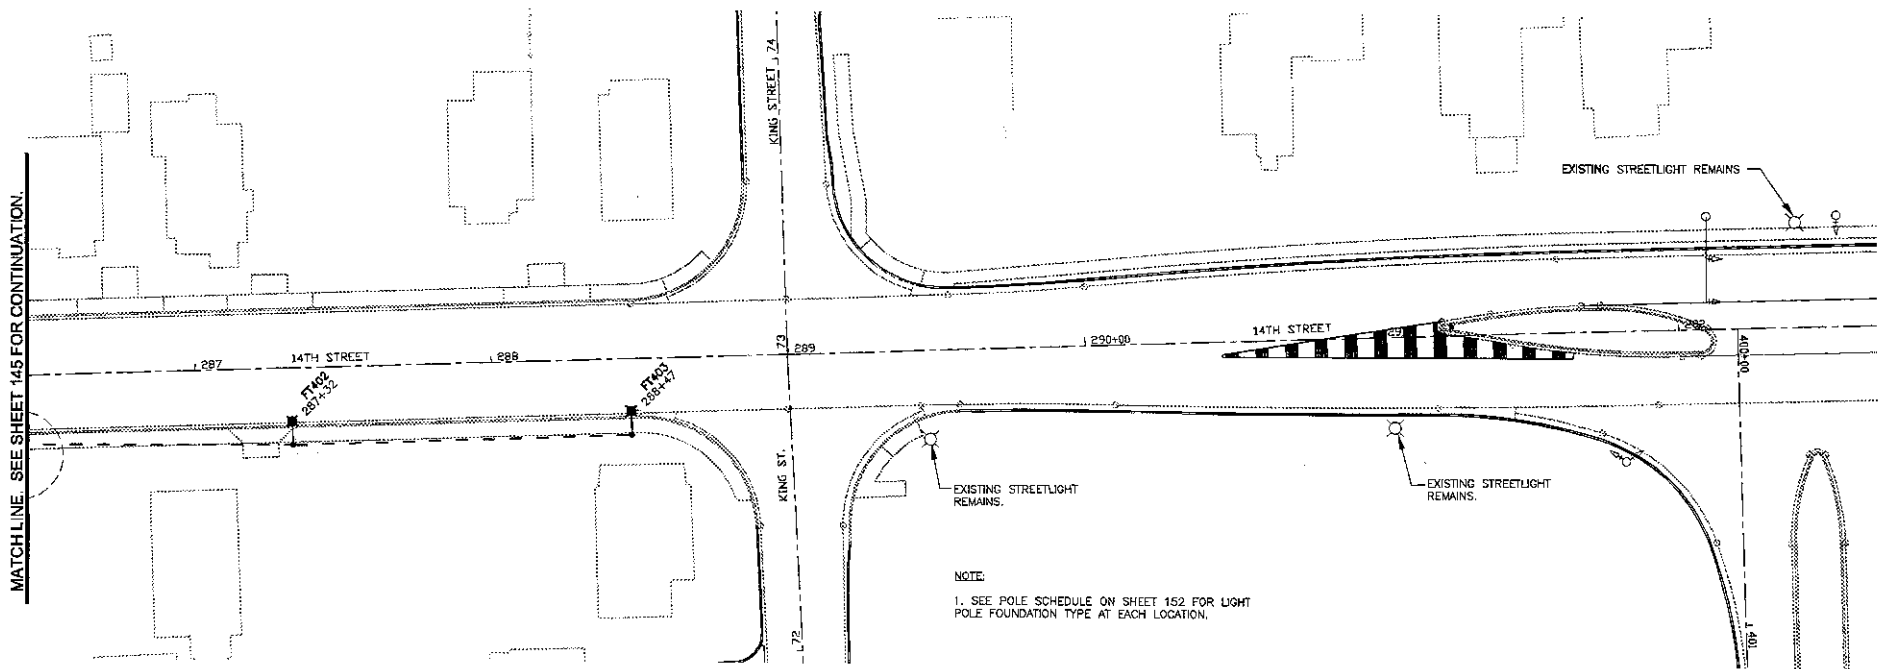 MATCH LINE. SEE SHEET 145 FOR CONTINUATION.
KING STREET
74
EXISTING STREETLIGHT REMAINS
287
14TH STREET
288
73
289
290+00
14TH STREET
291
292
400+00
FT402
287+32
FT403
288+47
KING ST.
EXISTING STREETLIGHT
REMAINS.
EXISTING STREETLIGHT
REMAINS.
NOTE:
1. SEE POLE SCHEDULE ON SHEET 152 FOR LIGHT
POLE FOUNDATION TYPE AT EACH LOCATION.
72
401